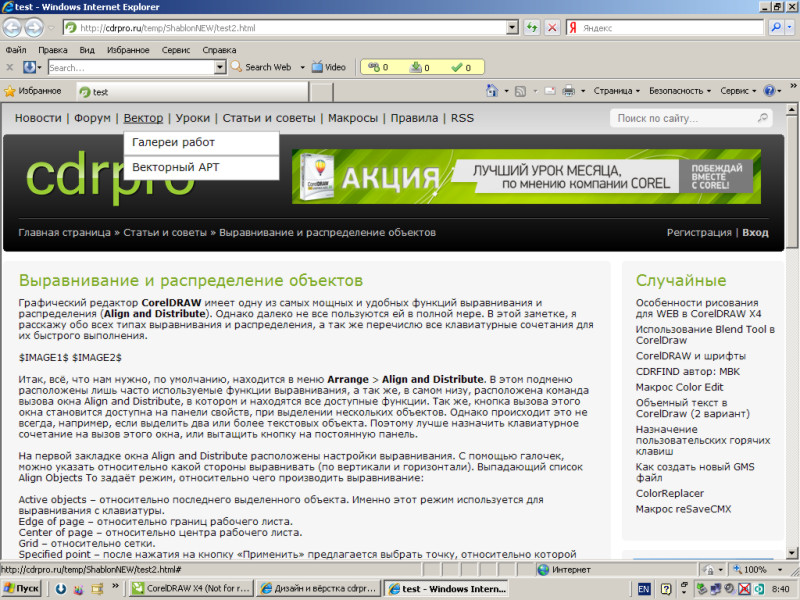 test - Windows Internet Explorer
http://cdrpro.ru/temp/ShablonNEW/test2.html
Яндекс
Файл Правка Вид Избранное Сервис Справка
Search... Search Web Video 0 0 0
Избранное test Страница Безопасность Сервис
Новости | Форум | Вектор | Уроки | Статьи и советы | Макросы | Правила | RSS
Поиск по сайту...
Галереи работ
Векторный АРТ
cdrpro
АКЦИЯ
ЛУЧШИЙ УРОК МЕСЯЦА,
по мнению компании COREL
ПОБЕЖДАЙ
ВМЕСТЕ
С COREL!
Главная страница » Статьи и советы » Выравнивание и распределение объектов
Регистрация | Вход
Выравнивание и распределение объектов
Графический редактор CorelDRAW имеет одну из самых мощных и удобных функций выравнивания и
распределения (Align and Distribute). Однако далеко не все пользуются ей в полной мере. В этой заметке, я
расскажу обо всех типах выравнивания и распределения, а так же перечислю все клавиатурные сочетания для
их быстрого выполнения.
$IMAGE1$ $IMAGE2$
Итак, всё, что нам нужно, по умолчанию, находится в меню Arrange > Align and Distribute. В этом подменю
расположены лишь часто используемые функции выравнивания, а так же, в самом низу, расположена команда
вызова окна Align and Distribute, в котором и находятся все доступные функции. Так же, кнопка вызова этого
окна становится доступна на панели свойств, при выделении нескольких объектов. Однако происходит это не
всегда, например, если выделить два или более текстовых объекта. Поэтому лучше назначить клавиатурное
сочетание на вызов этого окна, или вытащить кнопку на постоянную панель.
На первой закладке окна Align and Distribute расположены настройки выравнивания. С помощью галочек,
можно указать относительно какой стороны выравнивать (по вертикали и горизонтали). Выпадающий список
Align Objects To задаёт режим, относительно чего производить выравнивание:
Active objects – относительно последнего выделенного объекта. Именно этот режим используется для
выравнивания с клавиатуры.
Edge of page – относительно границ рабочего листа.
Center of page – относительно центра рабочего листа.
Grid – относительно сетки.
Specified point – после нажатия на кнопку «Применить» предлагается выбрать точку, относительно которой
Случайные
Особенности рисования
для WEB в CorelDRAW X4
Использование Blend Tool в
CorelDraw
CorelDRAW и шрифты
CDRFIND автор: МВК
Макрос Color Edit
Объемный текст в
CorelDraw (2 вариант)
Назначение
пользовательских горячих
клавиш
Как создать новый GMS
файл
ColorReplacer
Макрос reSaveCMX
http://cdrpro.ru/temp/ShablonNEW/test2.html# Интернет 100%
Пуск CorelDRAW X4 (Not for r... Дизайн и вёрстка cdrpr... test - Windows Intern... EN 8:40